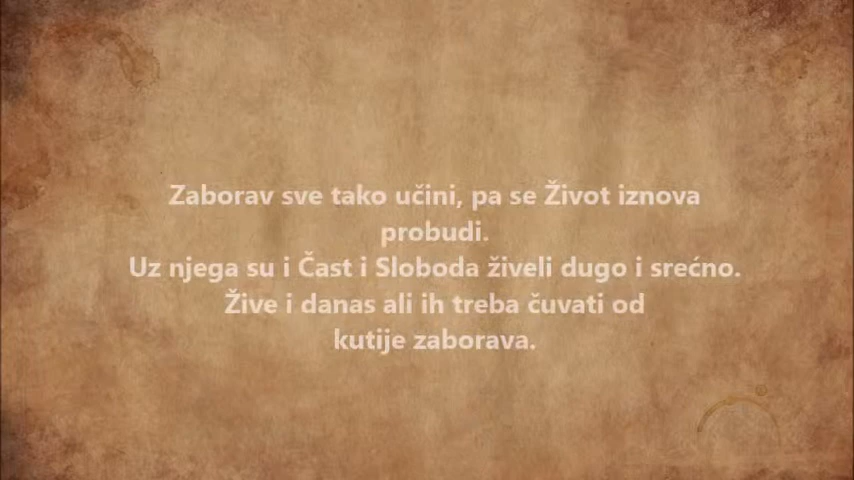 Zaborav sve tako učini, pa se Život iznova
probudi.
Uz njega su i Čast i Sloboda živeli dugo i srećno.
Žive i danas ali ih treba čuvati od
kutije zaborava.